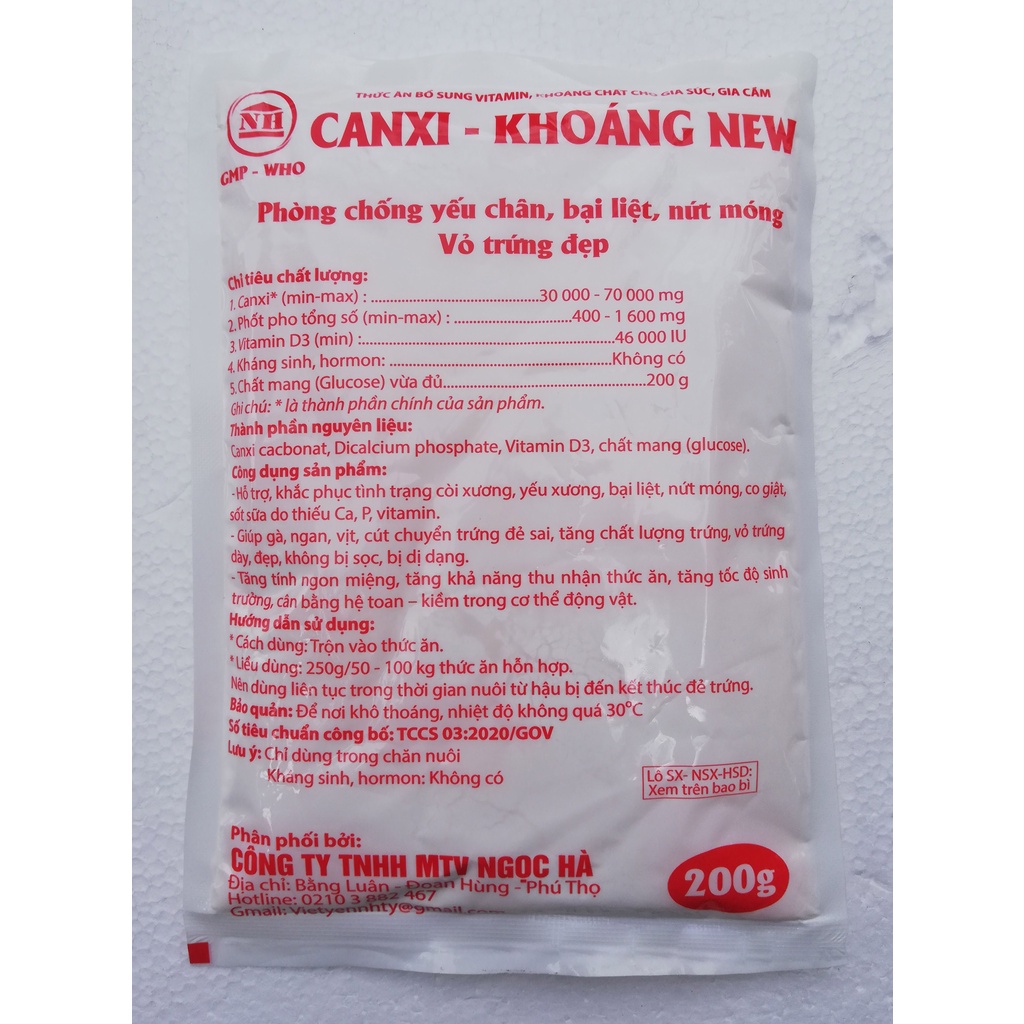 THỨC ĂN BỔ SUNG VITAMIN, KHOÁNG CHẤT CHO GIA SÚC, GIA CẦM
NH
CANXI - KHOÁNG NEW
GMP - WHO
Phòng chống yếu chân, bại liệt, nứt móng
Vỏ trứng đẹp
Chỉ tiêu chất lượng:
1. Canxi* (min-max) : ..........................................30 000 - 70 000 mg
2. Phốt pho tổng số (min-max) : ..............................400 - 1 600 mg
3. Vitamin D3 (min) :................................................................46 000 IU
4. Kháng sinh, hormon: ........................................................Không có
5. Chất mang (Glucose) vừa đủ...................................................200 g
Ghi chú: * là thành phần chính của sản phẩm.
Thành phần nguyên liệu:
Canxi cacbonat, Dicalcium phosphate, Vitamin D3, chất mang (glucose).
Công dụng sản phẩm:
- Hỗ trợ, khắc phục tình trạng còi xương, yếu xương, bại liệt, nứt móng, co giật,
sốt sữa do thiếu Ca, P, vitamin.
- Giúp gà, ngan, vịt, cút chuyển trứng đẻ sai, tăng chất lượng trứng, vỏ trứng
dày, đẹp, không bị sọc, bị dị dạng.
- Tăng tính ngon miệng, tăng khả năng thu nhận thức ăn, tăng tốc độ sinh
trưởng, cân bằng hệ toan – kiềm trong cơ thể động vật.
Hướng dẫn sử dụng:
* Cách dùng: Trộn vào thức ăn.
* Liều dùng: 250g/50 - 100 kg thức ăn hỗn hợp.
Nên dùng liên tục trong thời gian nuôi từ hậu bị đến kết thúc đẻ trứng.
Bảo quản: Để nơi khô thoáng, nhiệt độ không quá 30°C
Số tiêu chuẩn công bố: TCCS 03:2020/GOV
Lưu ý: Chỉ dùng trong chăn nuôi
Kháng sinh, hormon: Không có
Lô SX- NSX-HSD:
Xem trên bao bì
Phân phối bởi:
CÔNG TY TNHH MTV NGỌC HÀ
Địa chỉ: Bằng Luân - Đoan Hùng - Phú Thọ
Hotline: 0210 3 882 467
Gmail: Vietyennhty@gmail.com
200g